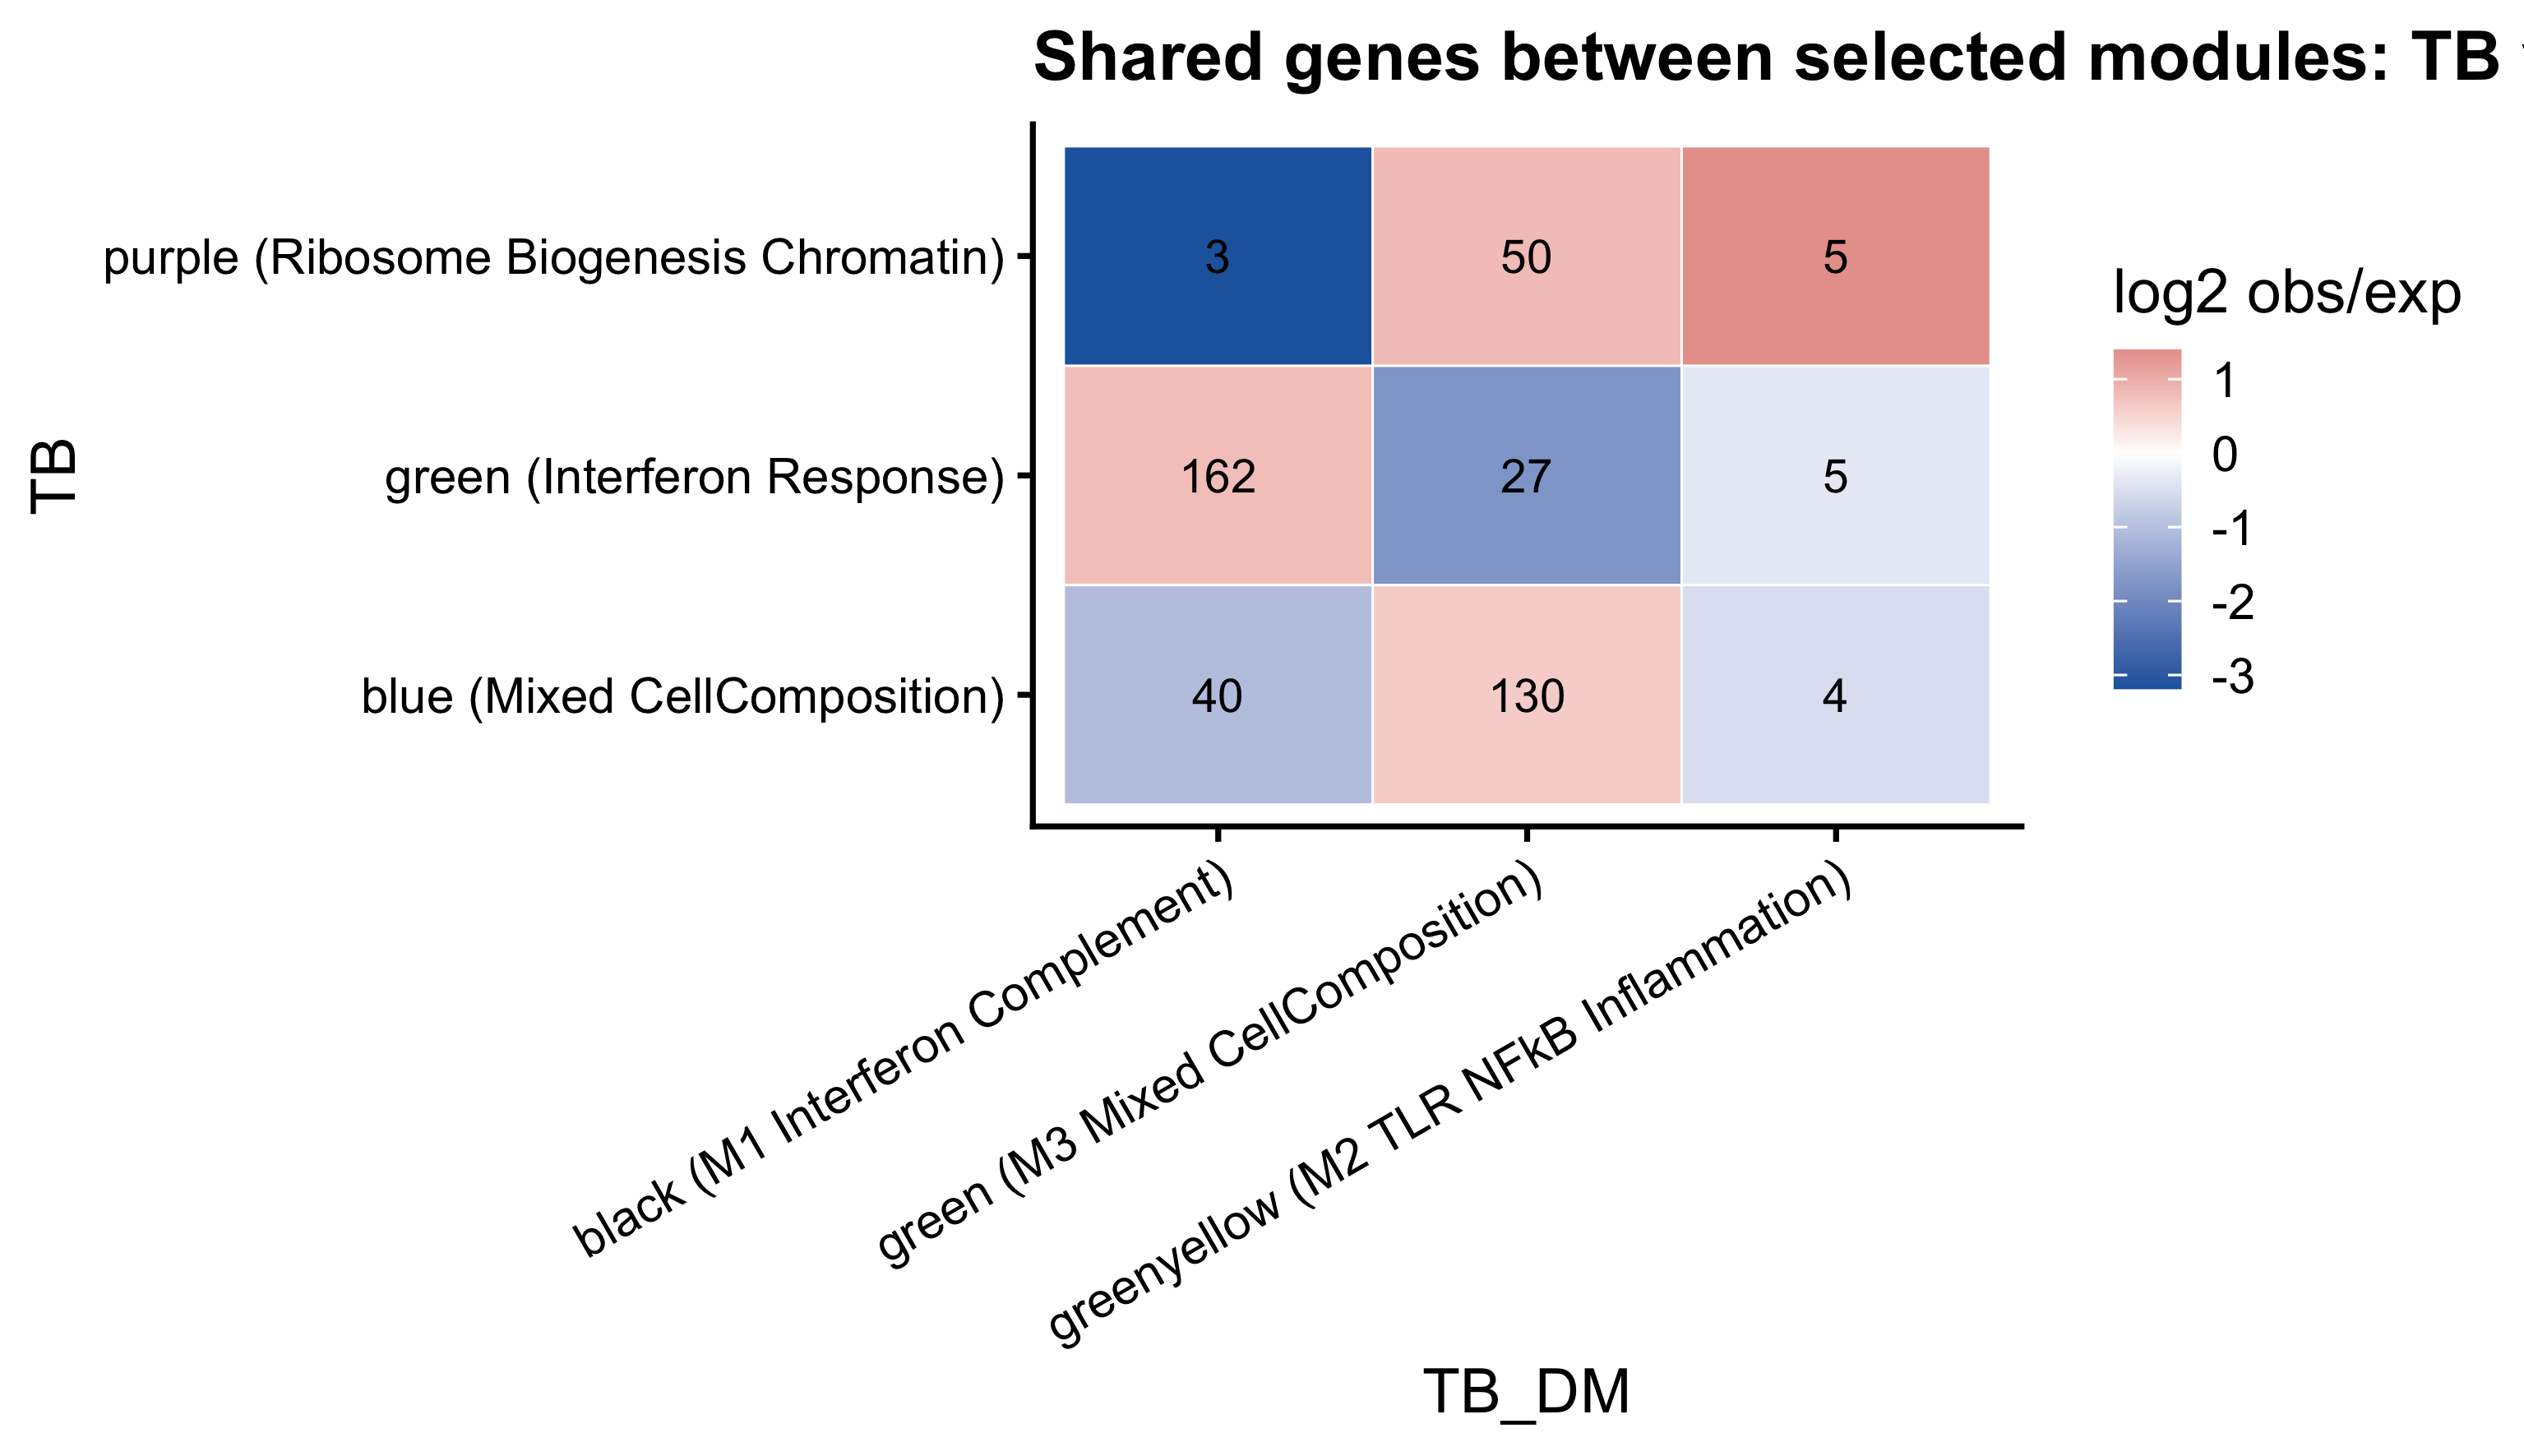 Shared genes between selected modules: TB
purple (Ribosome Biogenesis Chromatin)
3 50 5
green (Interferon Response)
162 27 5
blue (Mixed CellComposition)
40 130 4
TB
black (M1 Interferon Complement)
green (M3 Mixed CellComposition)
greenyellow (M2 TLR NFkB Inflammation)
TB_DM
log2 obs/exp
1
0
-1
-2
-3